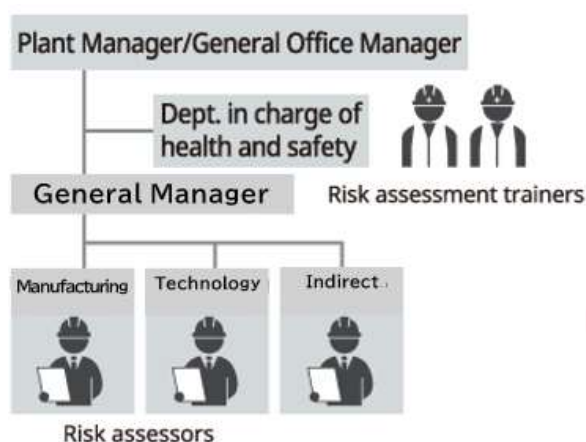 Plant Manager/General Office Manager
Dept. in charge of
health and safety
General Manager
Risk assessment trainers
Manufacturing
Technology
Indirect
Risk assessors